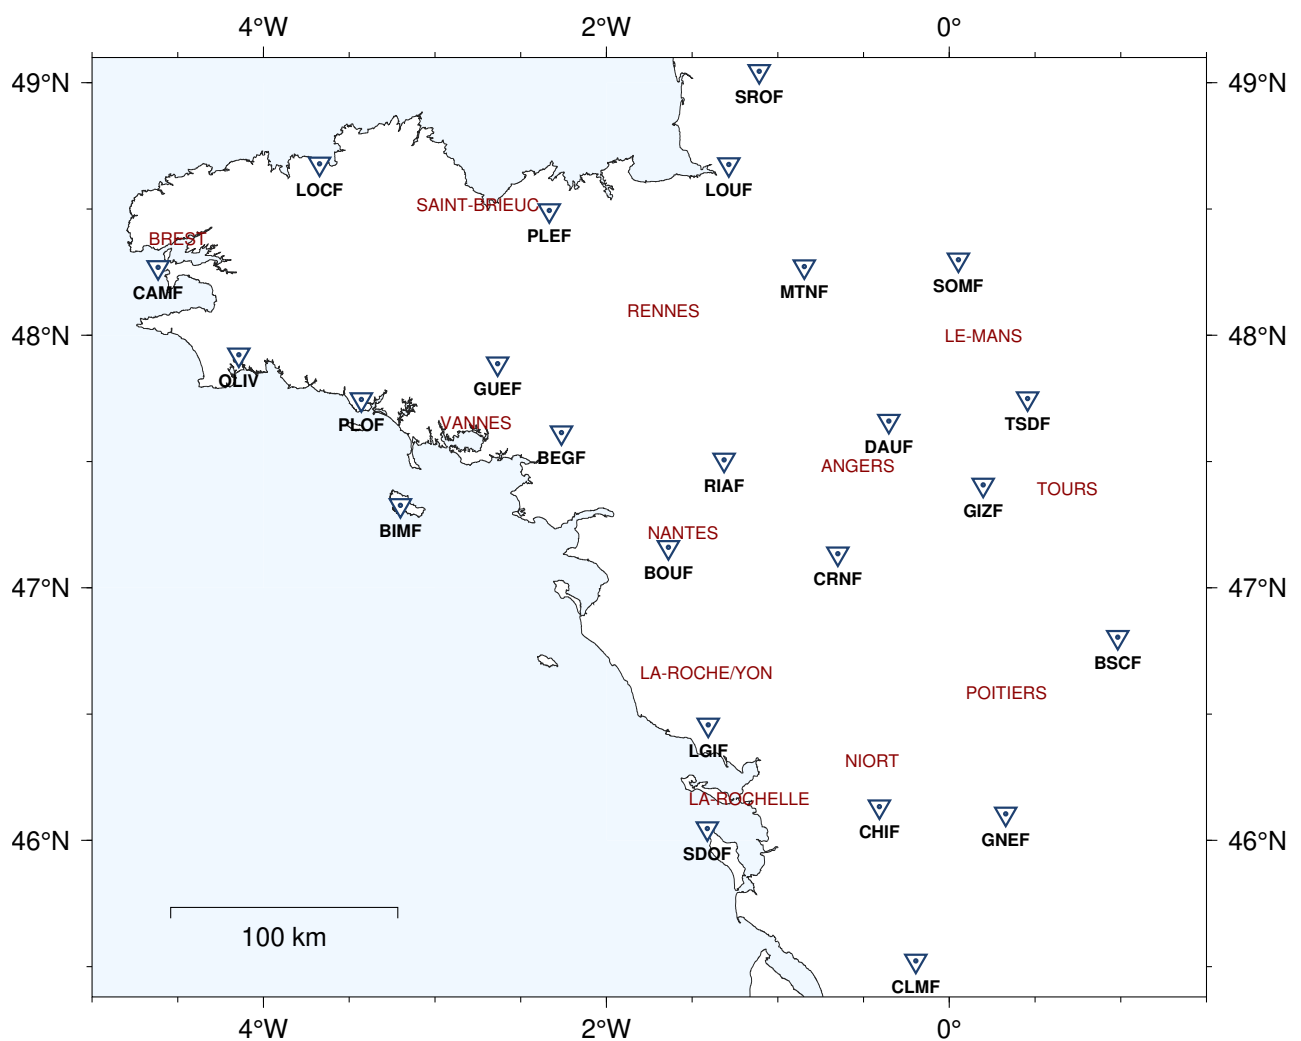 4°W 2°W 0°
49°N 49°N
SROF
LOCF LOUF
SAINT-BRIEUC
PLEF
BREST
CAMF MTNF SOMF
RENNES
48°N LE-MANS 48°N
OLIV GUEF
PLOF VANNES TSDF
BEGF DAUF
ANGERS
RIAF TOURS
GIZF
BIMF NANTES
BOUF CRNF
47°N 47°N
BSCF
LA-ROCHE/YON
POITIERS
LGIF
NIORT
LA-ROCHELLE
CHIF GNEF
46°N 46°N
SDOF
100 km
CLMF
4°W 2°W 0°